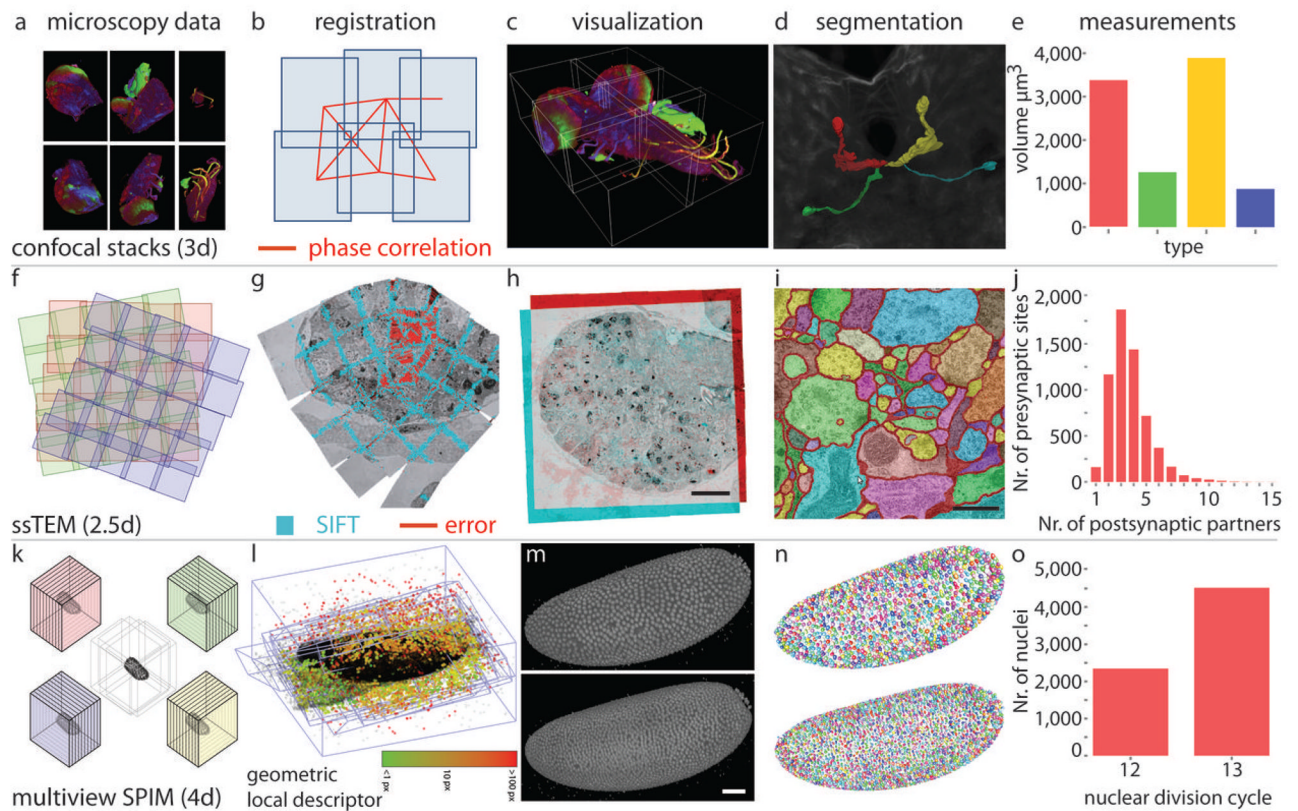 a microscopy data
b registration
c visualization
d segmentation
e measurements
4,000
3,000
2,000
1,000
0
volume µm³
type
confocal stacks (3d)
phase correlation
f
g
h
i
j
2,000
1,500
1,000
500
0
Nr. of presynaptic sites
1 5 10 15
Nr. of postsynaptic partners
ssTEM (2.5d)
SIFT
error
k
l
m
n
o
5,000
4,000
3,000
2,000
1,000
0
Nr. of nuclei
12 13
nuclear division cycle
multiview SPIM (4d)
geometric
local descriptor
<1 px
10 px
>100 px